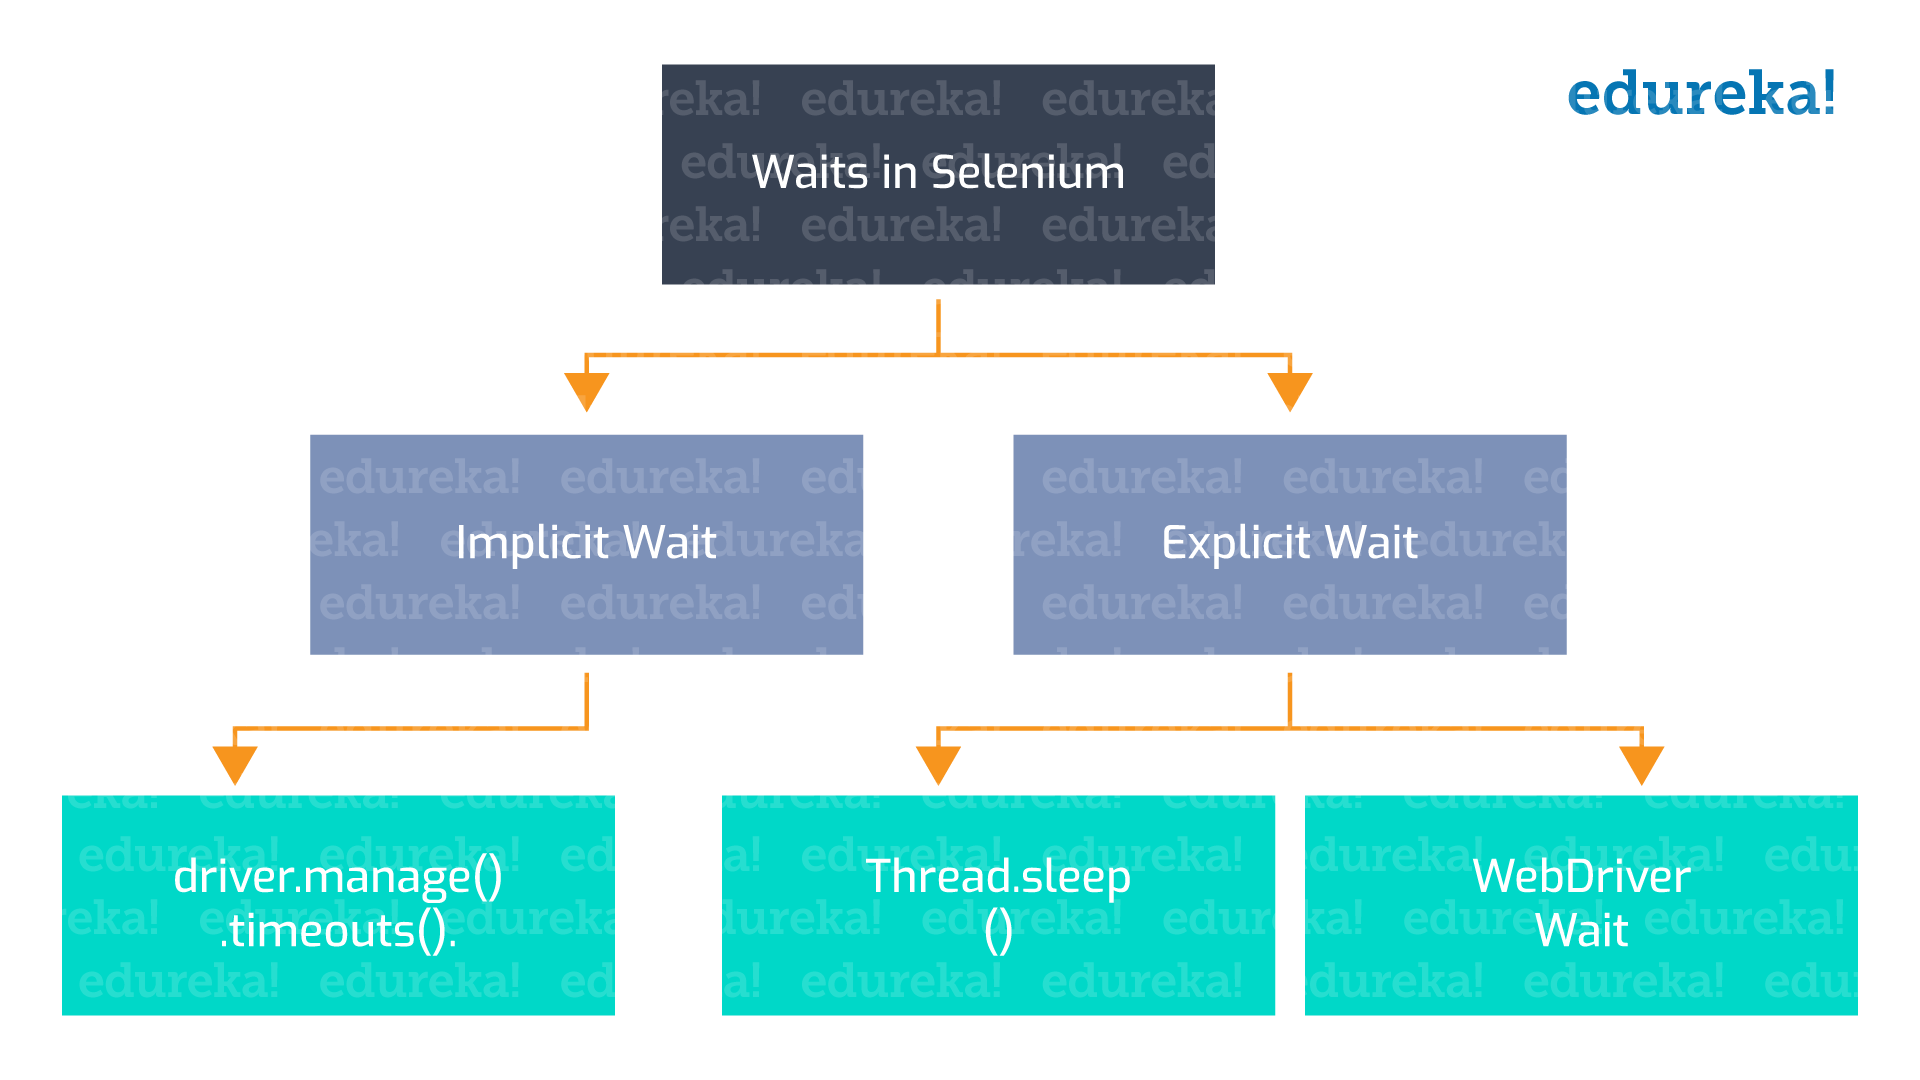 edureka!
Waits in Selenium
Implicit Wait
Explicit Wait
driver.manage()
.timeouts().
Thread.sleep
()
WebDriver
Wait